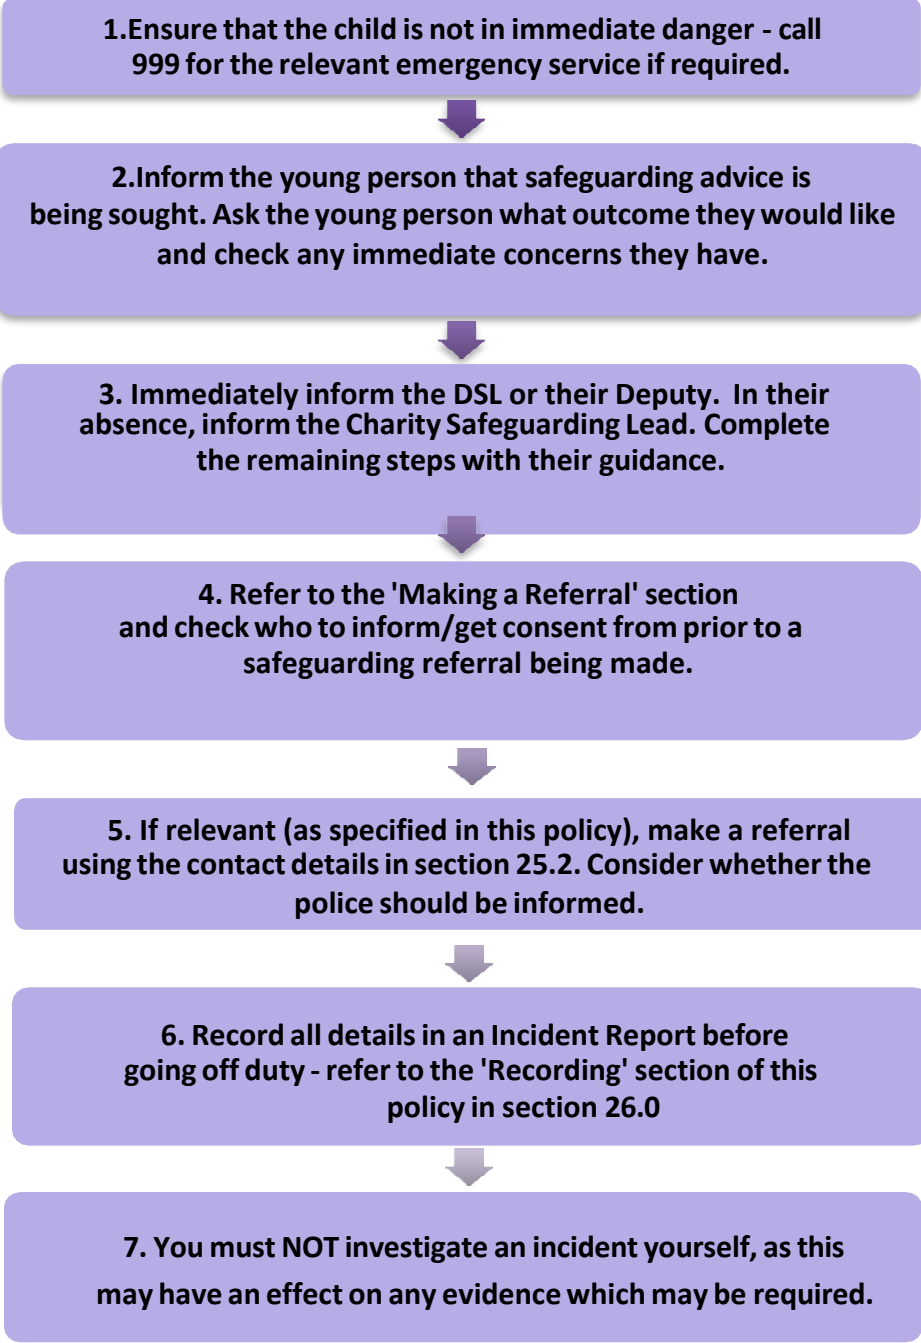 1.Ensure that the child is not in immediate danger - call
999 for the relevant emergency service if required.
2.Inform the young person that safeguarding advice is
being sought. Ask the young person what outcome they would like
and check any immediate concerns they have.
3. Immediately inform the DSL or their Deputy. In their
absence, inform the Charity Safeguarding Lead. Complete
the remaining steps with their guidance.
4. Refer to the 'Making a Referral' section
and check who to inform/get consent from prior to a
safeguarding referral being made.
5. If relevant (as specified in this policy), make a referral
using the contact details in section 25.2. Consider whether the
police should be informed.
6. Record all details in an Incident Report before
going off duty - refer to the 'Recording' section of this
policy in section 26.0
7. You must NOT investigate an incident yourself, as this
may have an effect on any evidence which may be required.